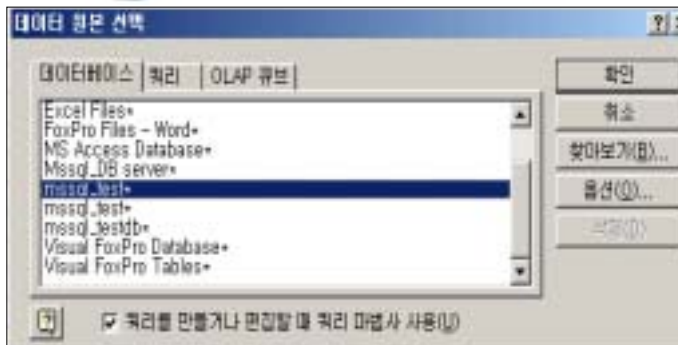 데이터 원본 선택
데이터베이스 쿼리 OLAP 큐브
Excel Files*
FoxPro Files - Word*
MS Access Database*
Mssql_DB server*
mssql_test*
mssql_test*
mssql_testdb*
Visual FoxPro Database*
Visual FoxPro Tables*
확인
취소
찾아보기(B)...
옵션(O)...
삭제(D)
쿼리를 만들거나 편집할 때 쿼리 마법사 사용(U)